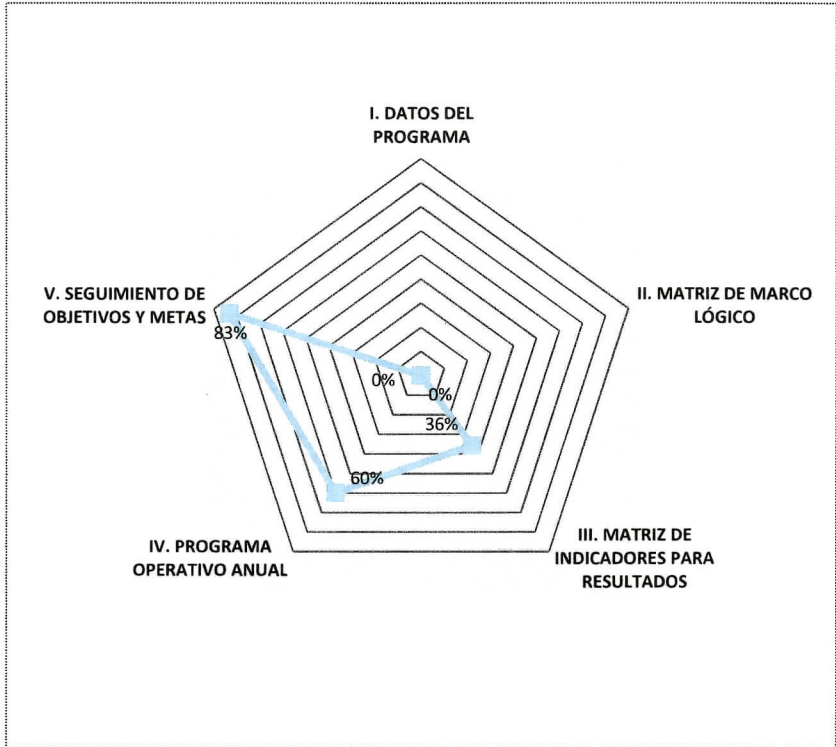 I. DATOS DEL
PROGRAMA
V. SEGUIMIENTO DE
OBJETIVOS Y METAS
II. MATRIZ DE MARCO
LÓGICO
83%
0%
0%
36%
60%
IV. PROGRAMA
OPERATIVO ANUAL
III. MATRIZ DE
INDICADORES PARA
RESULTADOS